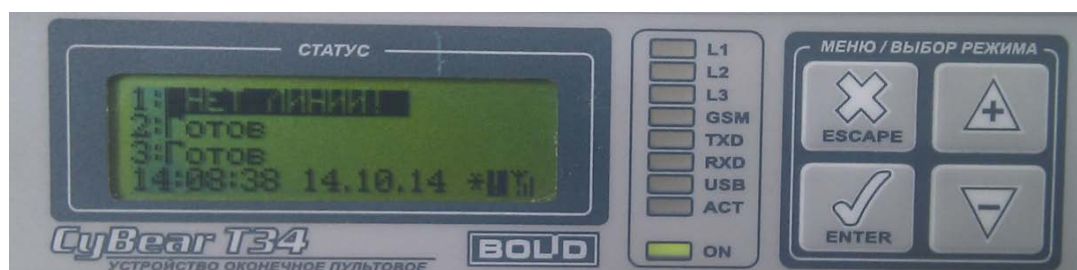 СТАТУС
1: НЕТ ЛИНИИ!
2:Готов
3:Готов
14:08:38 14.10.14 *
CyBear T34
УСТРОЙСТВО ОКОНЕЧНОЕ ПУЛЬТОВОЕ
BOLID
L1
L2
L3
GSM
TXD
RXD
USB
ACT
ON
МЕНЮ / ВЫБОР РЕЖИМА
ESCAPE
+
ENTER
−